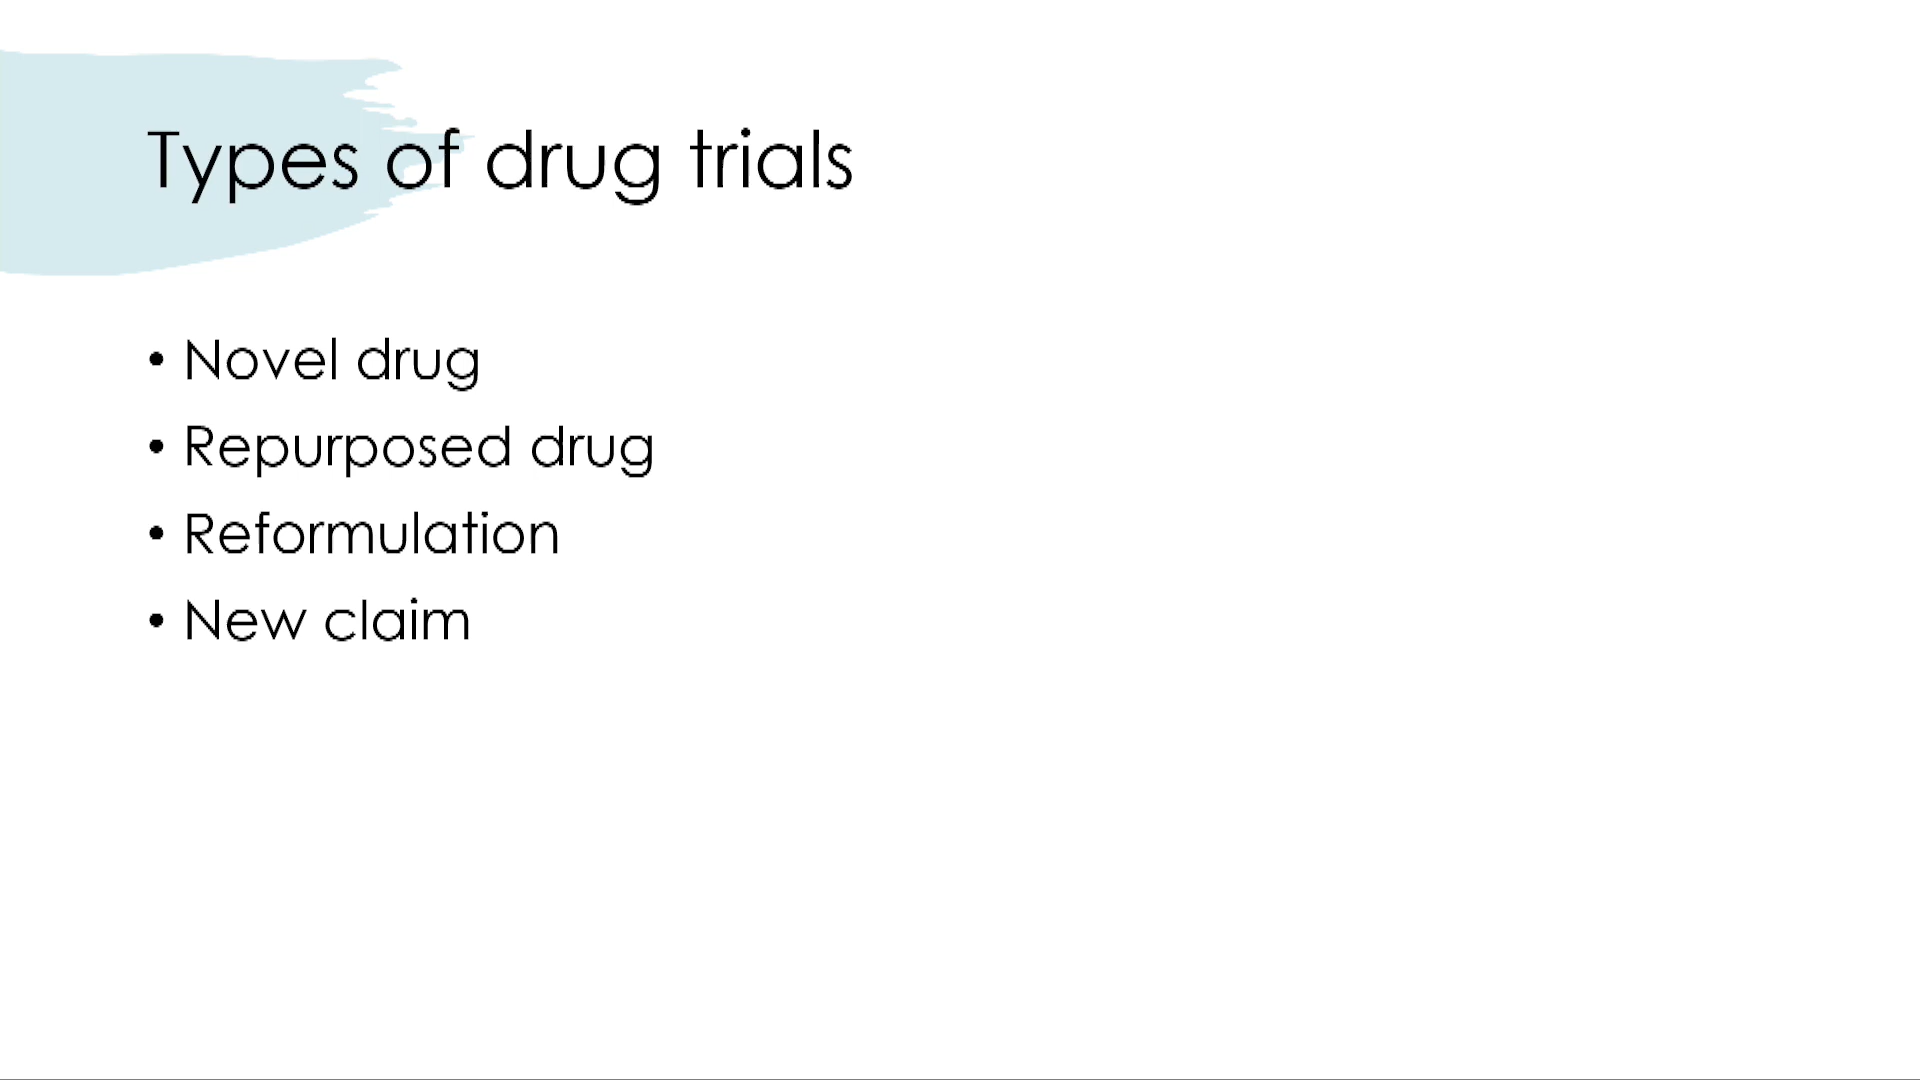 Types of drug trials
• Novel drug
• Repurposed drug
• Reformulation
• New claim